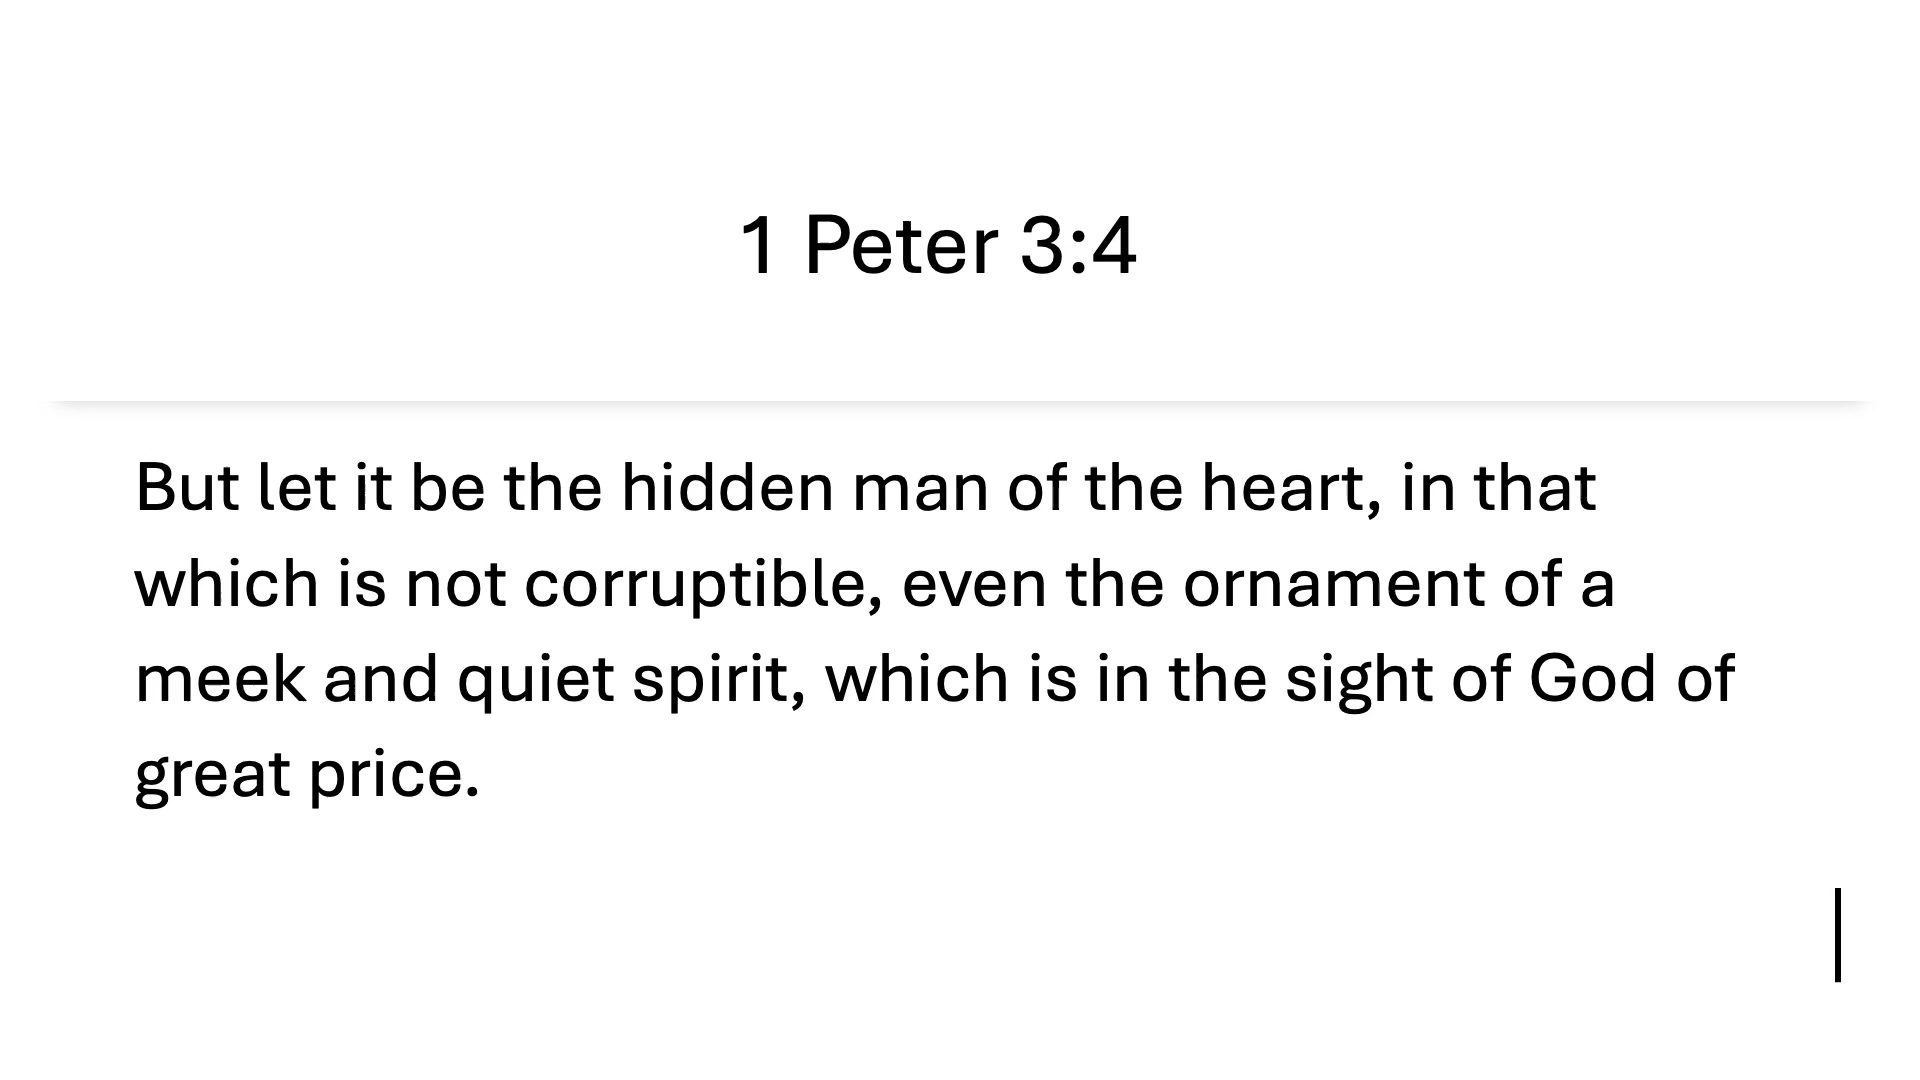 1 Peter 3:4
But let it be the hidden man of the heart, in that
which is not corruptible, even the ornament of a
meek and quiet spirit, which is in the sight of God of
great price.